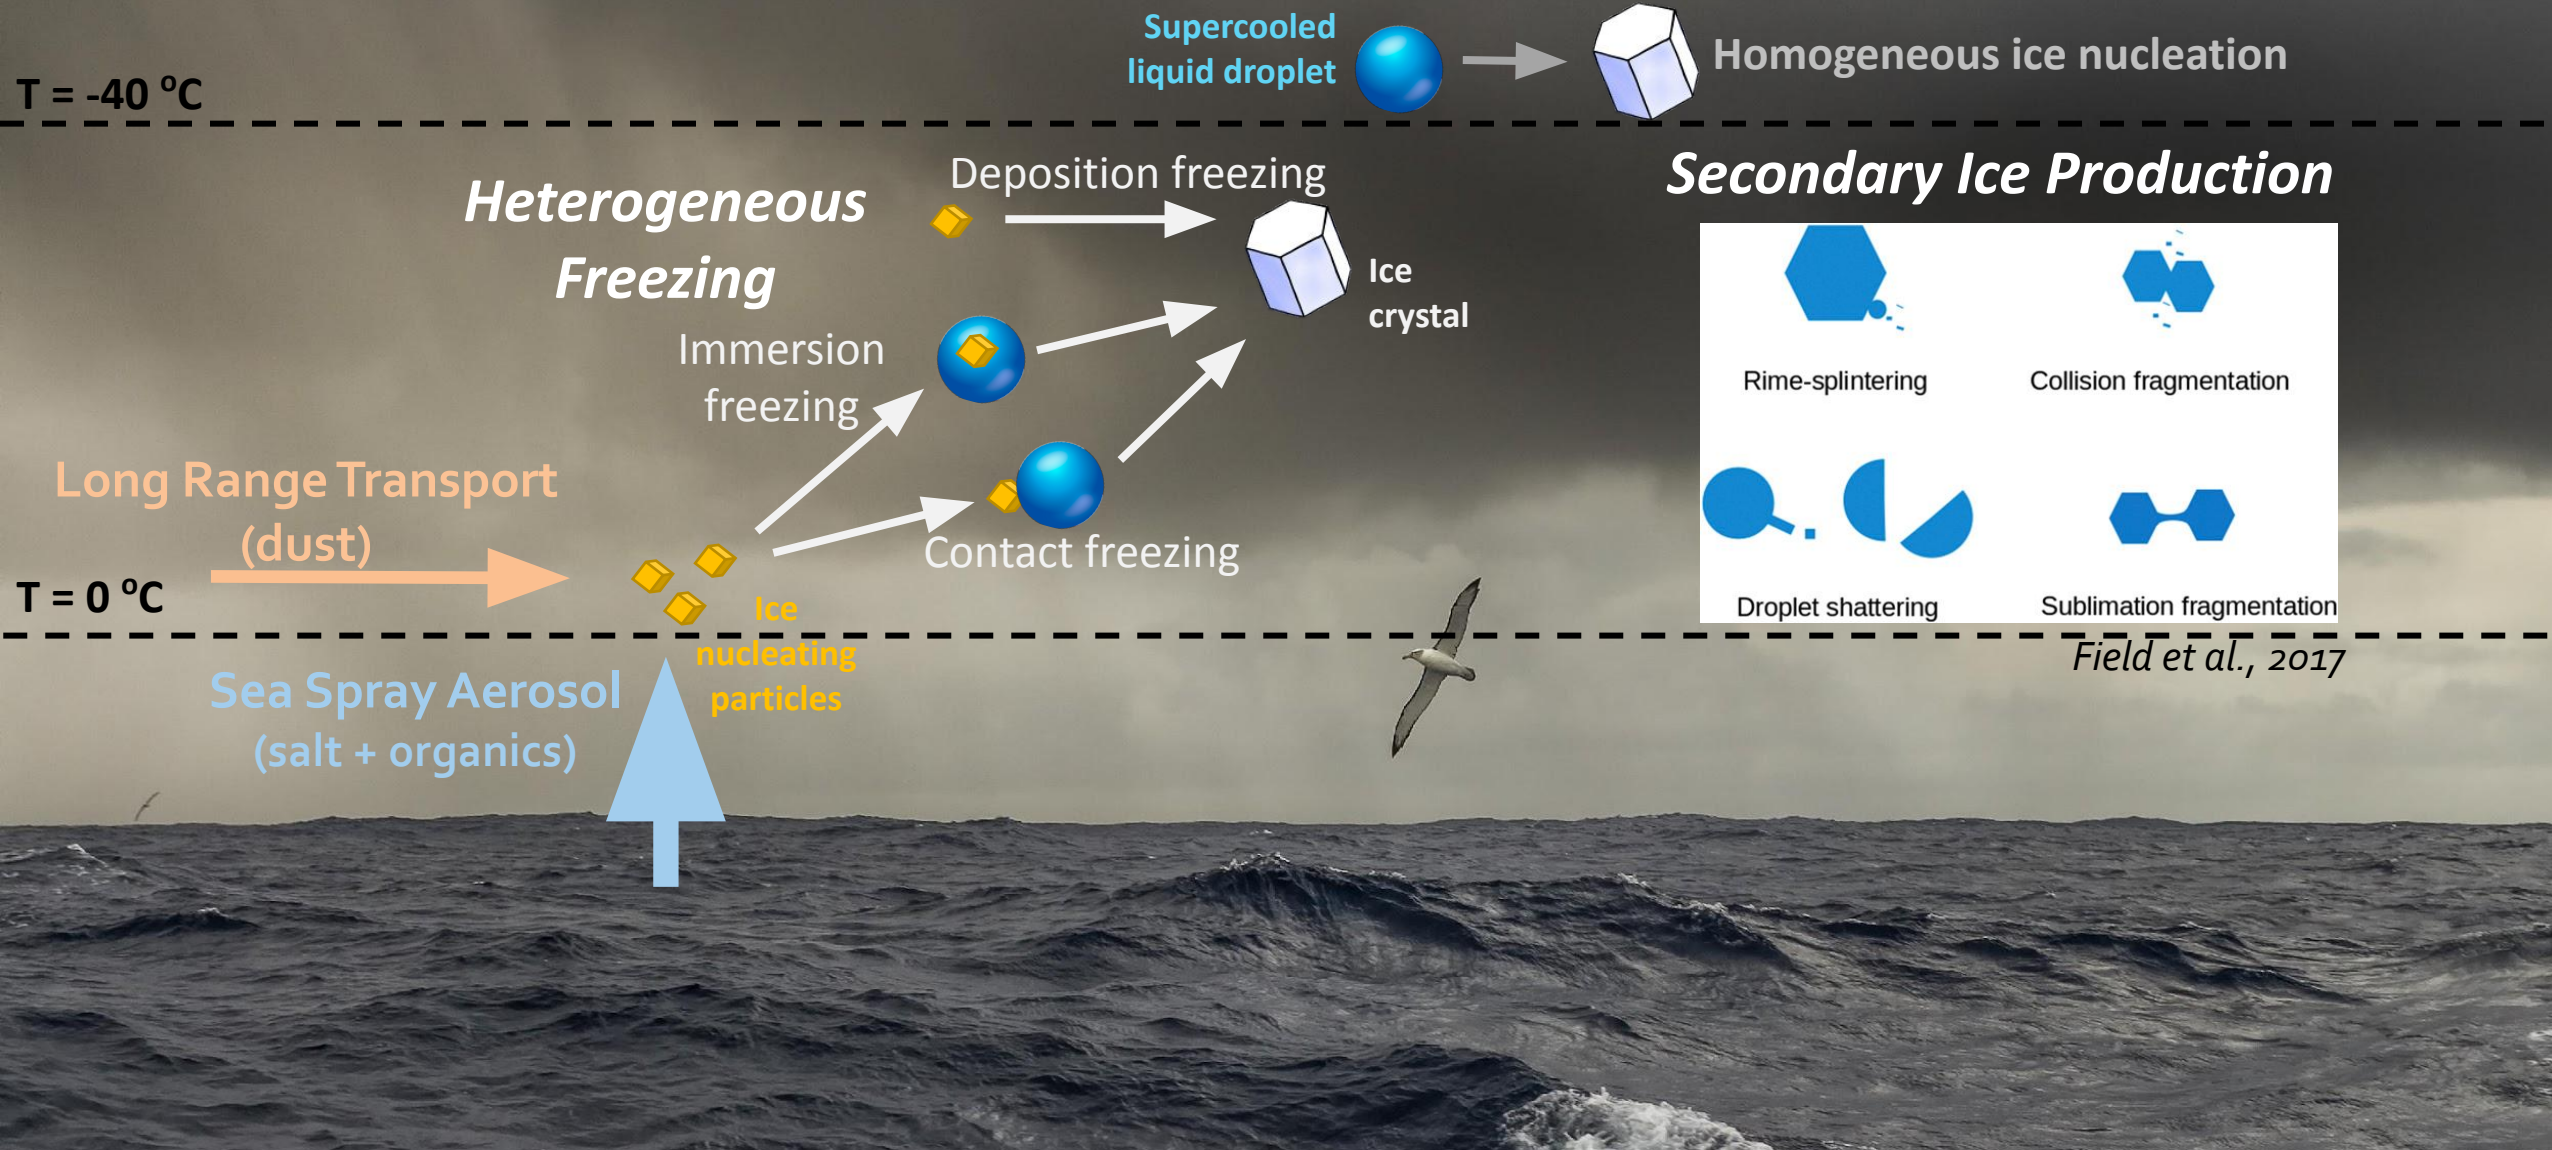 Supercooled
liquid droplet
Homogeneous ice nucleation
T = -40 ⁰C
Secondary Ice Production
Heterogeneous
Freezing
Deposition freezing
Ice
crystal
Immersion
freezing
Rime-splintering
Collision fragmentation
Long Range Transport
(dust)
Contact freezing
T = 0 ⁰C
Ice
nucleating
particles
Droplet shattering
Sublimation fragmentation
Field et al., 2017
Sea Spray Aerosol
(salt + organics)